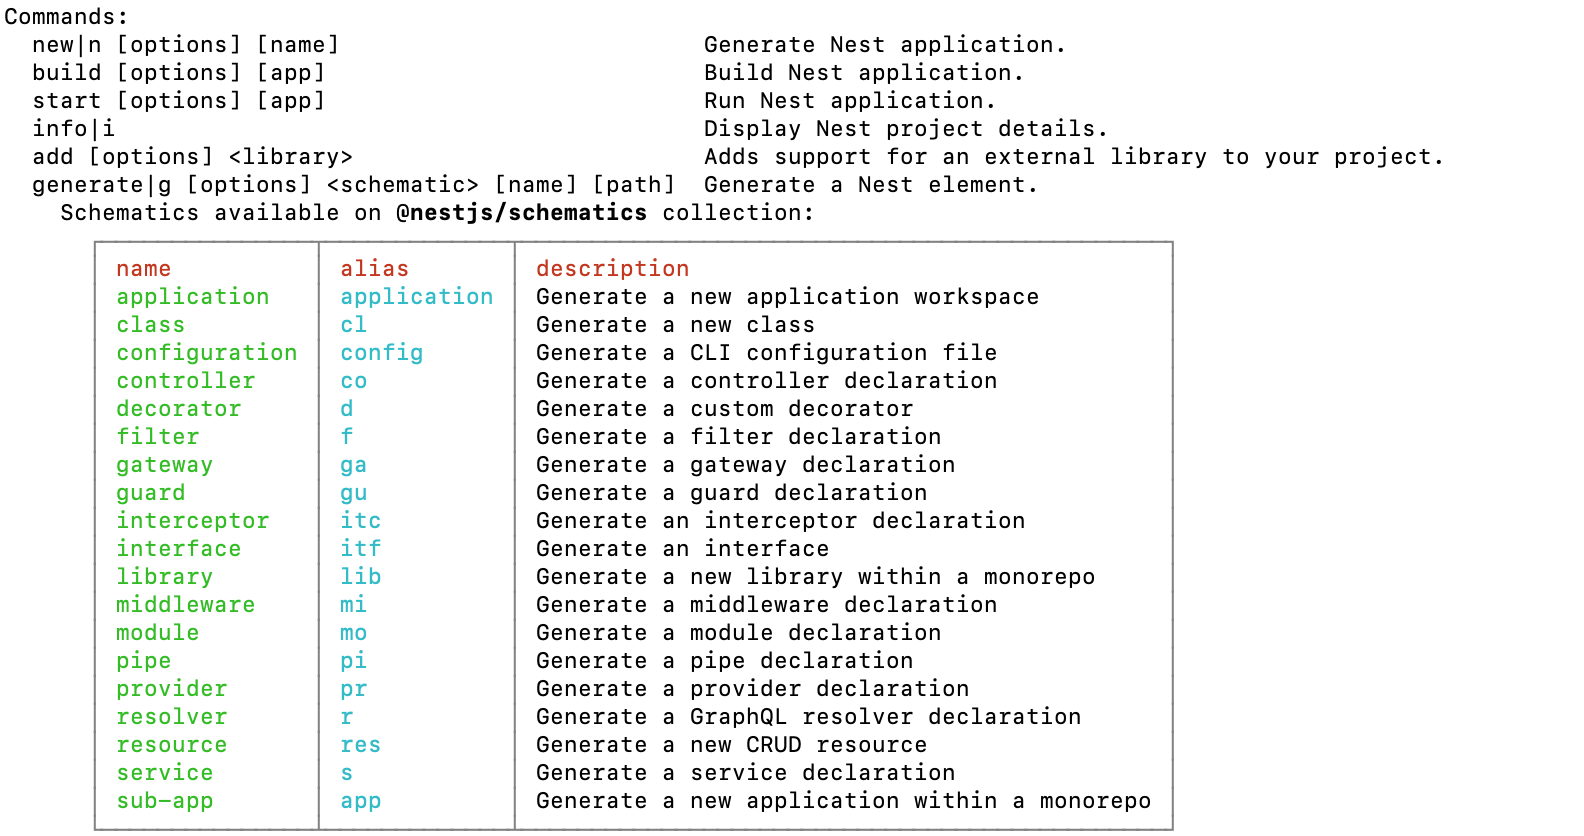 Commands:
new|n [options] [name] Generate Nest application.
build [options] [app] Build Nest application.
start [options] [app] Run Nest application.
info|i Display Nest project details.
add [options] <library> Adds support for an external library to your project.
generate|g [options] <schematic> [name] [path] Generate a Nest element.
Schematics available on @nestjs/schematics collection:
name alias description
application application Generate a new application workspace
class cl Generate a new class
configuration config Generate a CLI configuration file
controller co Generate a controller declaration
decorator d Generate a custom decorator
filter f Generate a filter declaration
gateway ga Generate a gateway declaration
guard gu Generate a guard declaration
interceptor itc Generate an interceptor declaration
interface itf Generate an interface
library lib Generate a new library within a monorepo
middleware mi Generate a middleware declaration
module mo Generate a module declaration
pipe pi Generate a pipe declaration
provider pr Generate a provider declaration
resolver r Generate a GraphQL resolver declaration
resource res Generate a new CRUD resource
service s Generate a service declaration
sub-app app Generate a new application within a monorepo